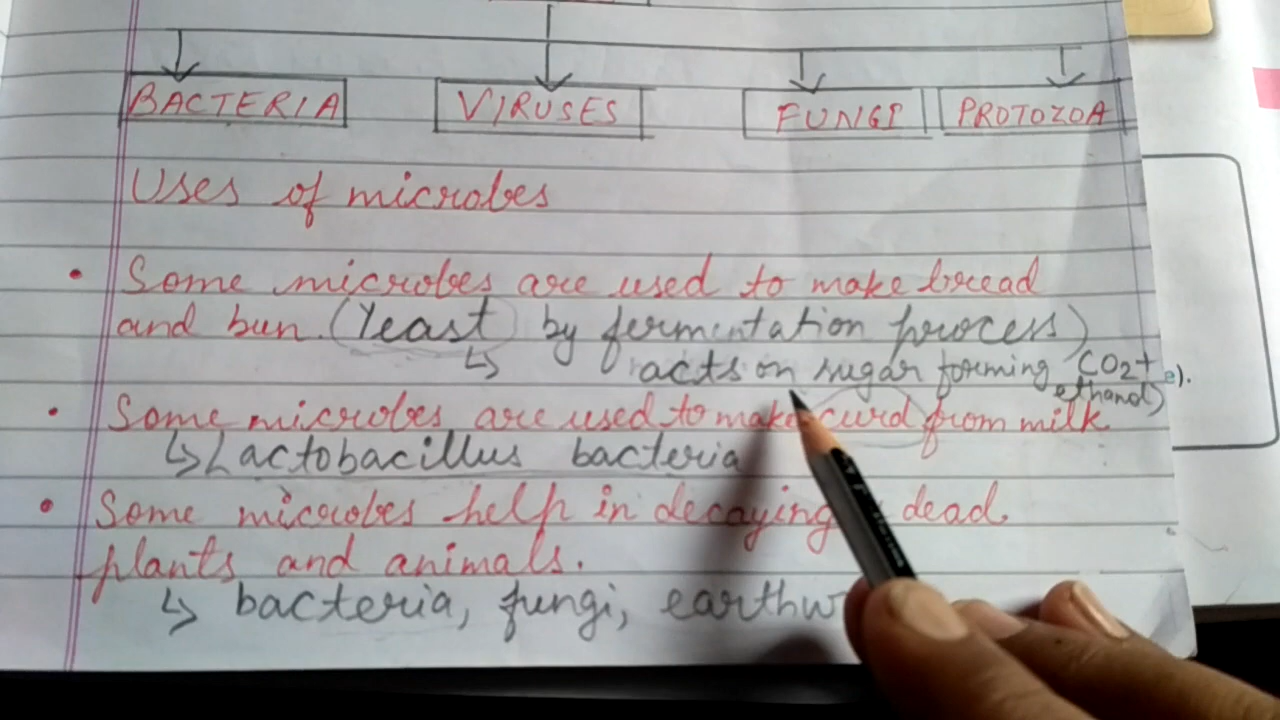 BACTERIA VIRUSES FUNGI PROTOZOA
Uses of microbes
• Some microbes are used to make bread
and bun. (Yeast by fermentation process)
↳ acts on sugar forming CO2 +
ethanol) e).
• Some microbes are used to make curd from milk.
↳ Lactobacillus bacteria
• Some microbes help in decaying dead
plants and animals.
↳ bacteria, fungi,